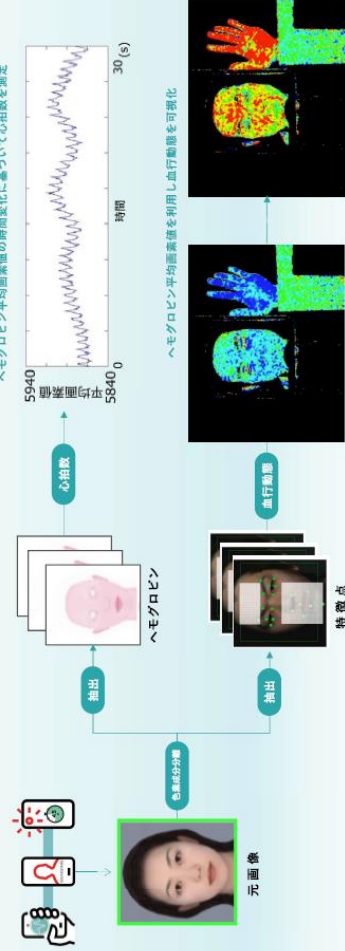 ヘモグロビン平均画素値の時間変化に基づいて心拍数を測定
5940
平均画素値
5840
0
時間
30 (s)
心拍数
ヘモグロビン
抽出
色素成分分離
元画像
抽出
特徴点
血行動態
ヘモグロビン平均画素値を利用し血行動態を可視化